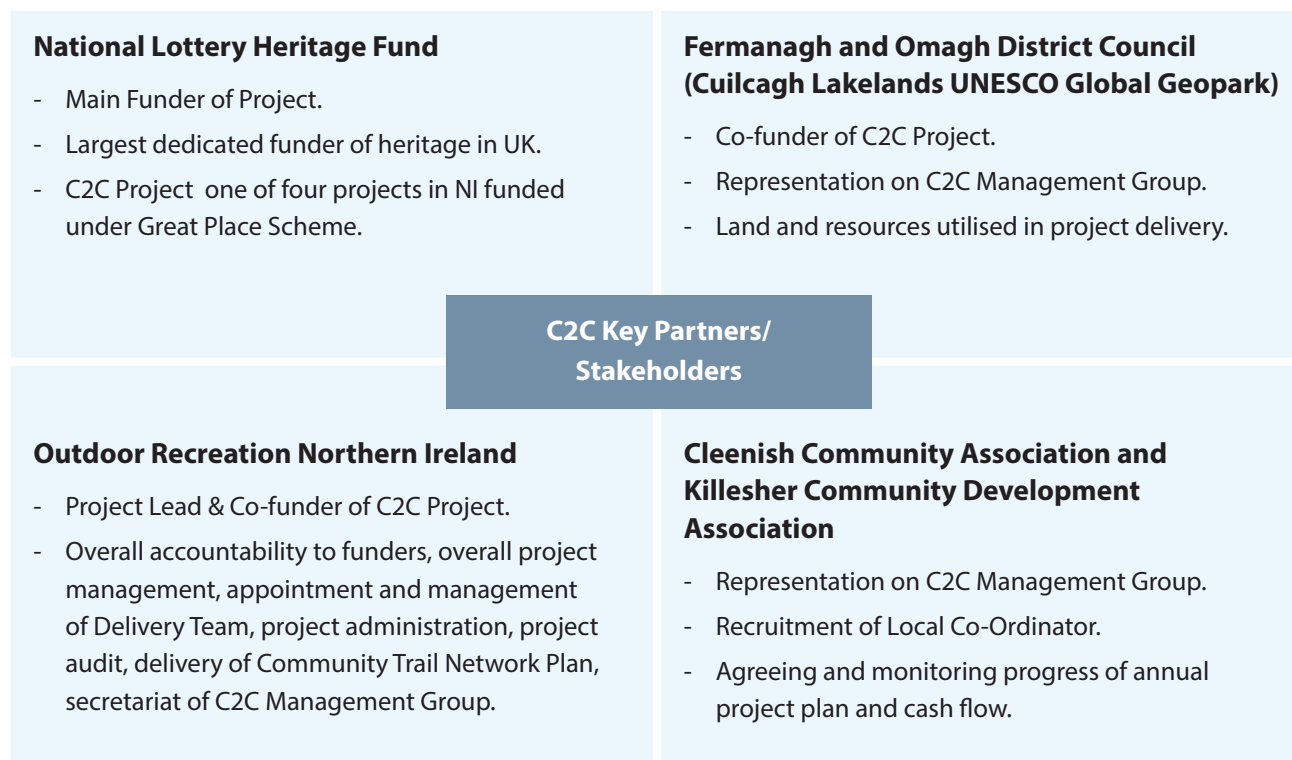 National Lottery Heritage Fund
- Main Funder of Project.
- Largest dedicated funder of heritage in UK.
- C2C Project one of four projects in NI funded
under Great Place Scheme.
Fermanagh and Omagh District Council
(Cuilcagh Lakelands UNESCO Global Geopark)
- Co-funder of C2C Project.
- Representation on C2C Management Group.
- Land and resources utilised in project delivery.
C2C Key Partners/
Stakeholders
Outdoor Recreation Northern Ireland
- Project Lead & Co-funder of C2C Project.
- Overall accountability to funders, overall project
management, appointment and management
of Delivery Team, project administration, project
audit, delivery of Community Trail Network Plan,
secretariat of C2C Management Group.
Cleenish Community Association and
Killesher Community Development
Association
- Representation on C2C Management Group.
- Recruitment of Local Co-Ordinator.
- Agreeing and monitoring progress of annual
project plan and cash flow.